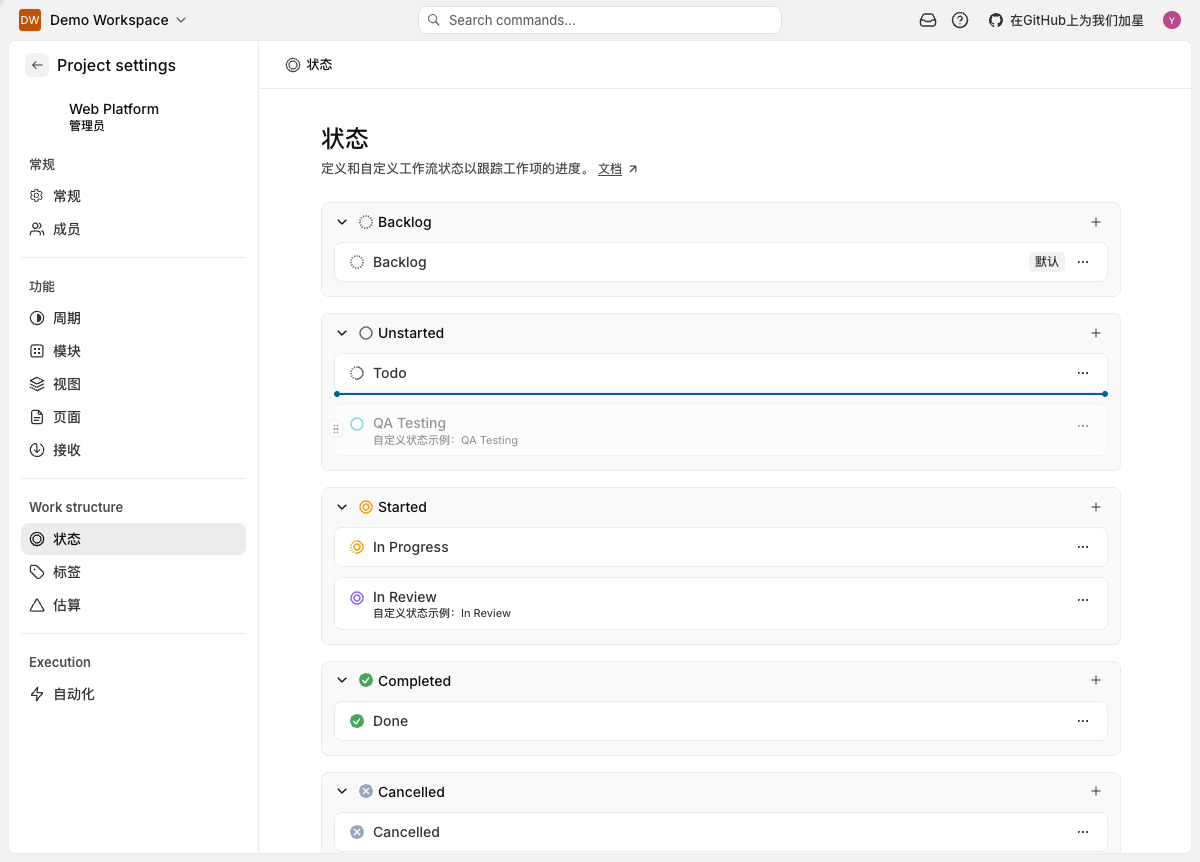 DW Demo Workspace
Search commands...
在GitHub上为我们加星
Y
Project settings
Web Platform
管理员
常规
常规
成员
功能
周期
模块
视图
页面
接收
Work structure
状态
标签
估算
Execution
自动化
状态
状态
定义和自定义工作流状态以跟踪工作项的进度。 文档
Backlog
Backlog
默认
Unstarted
Todo
QA Testing
自定义状态示例：QA Testing
Started
In Progress
In Review
自定义状态示例：In Review
Completed
Done
Cancelled
Cancelled